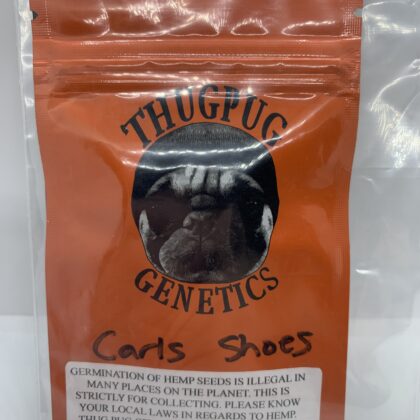 THUGPUG
GENETICS
Carls Shoes
GERMINATION OF HEMP SEEDS IS ILLEGAL IN
MANY PLACES ON THE PLANET. THIS IS
STRICTLY FOR COLLECTING. PLEASE KNOW
YOUR LOCAL LAWS IN REGARDS TO HEMP.